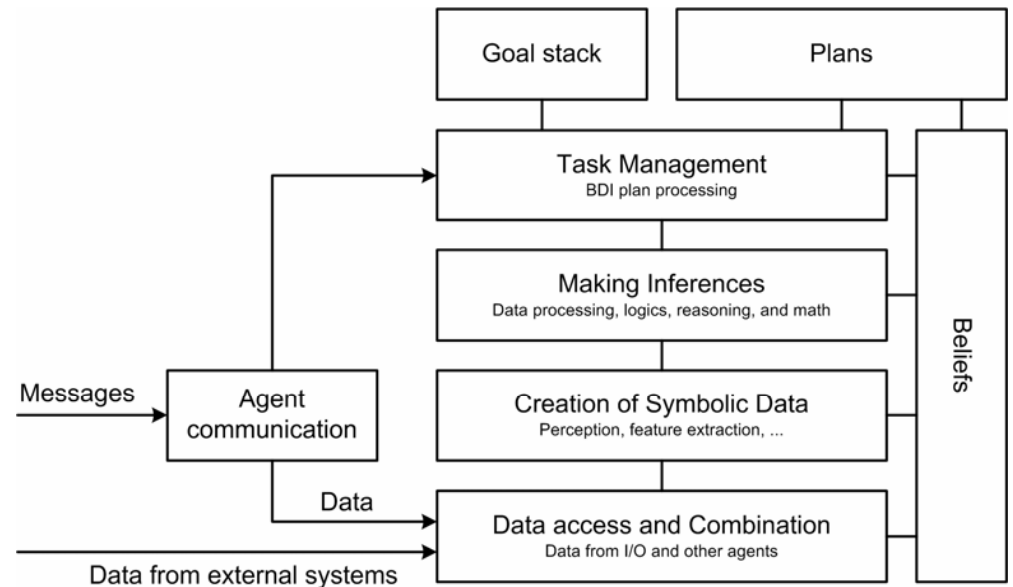 Goal stack
Plans
Task Management
BDI plan processing
Making Inferences
Data processing, logics, reasoning, and math
Beliefs
Messages
Agent
communication
Creation of Symbolic Data
Perception, feature extraction, ...
Data
Data access and Combination
Data from I/O and other agents
Data from external systems